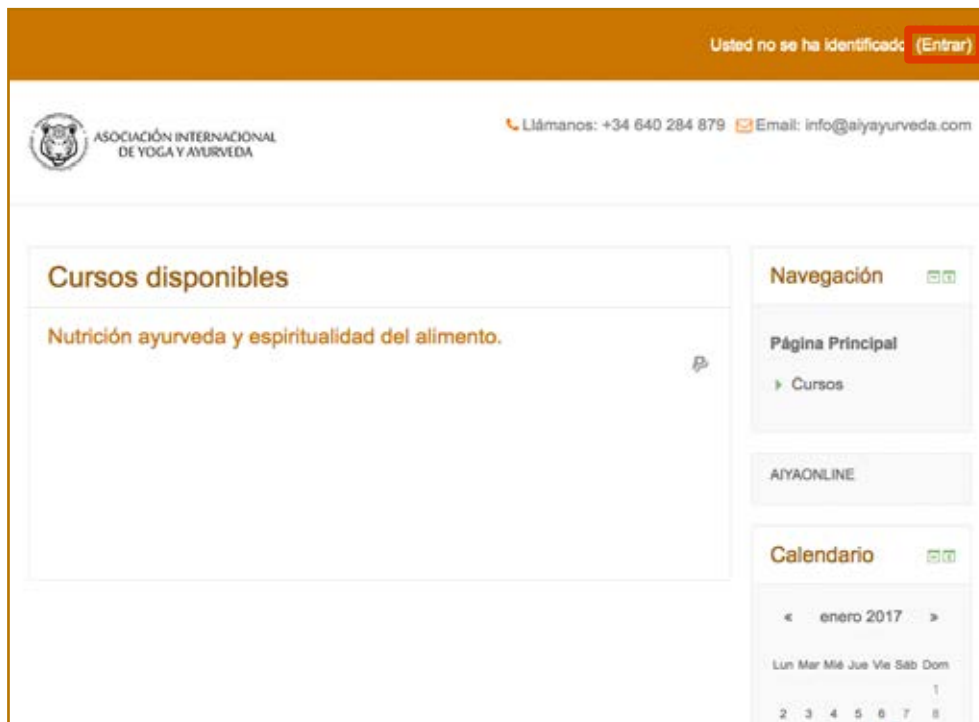 Usted no se ha identificado (Entrar)
ASOCIACIÓN INTERNACIONAL
DE YOGA Y AYURVEDA
Llámanos: +34 640 284 879 Email: info@aiyayurveda.com
Cursos disponibles
Nutrición ayurveda y espiritualidad del alimento.
Navegación
Página Principal
Cursos
AIYAONLINE
Calendario
« enero 2017 »
Lun Mar Mié Jue Vie Sáb Dom
1
2 3 4 5 6 7 8